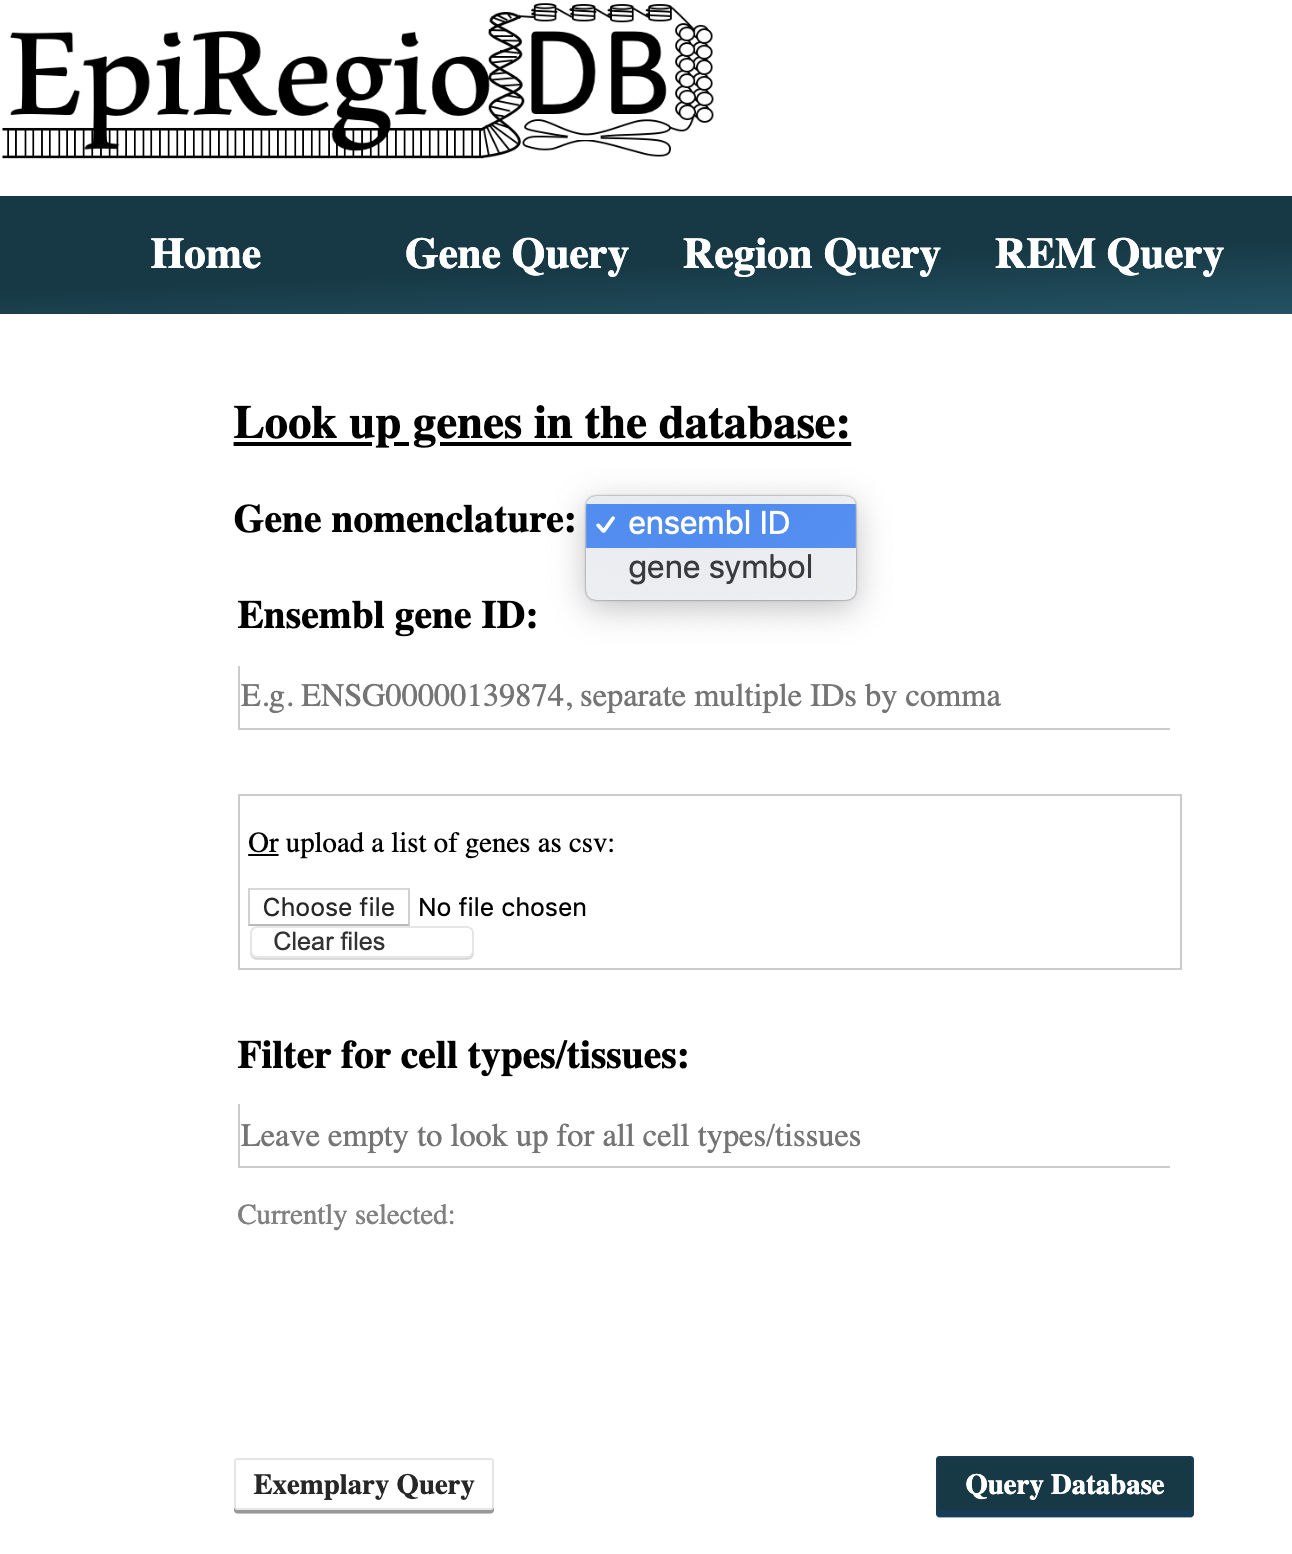 EpiRegio DB
Home Gene Query Region Query REM Query
Look up genes in the database:
Gene nomenclature: ✓ ensembl ID
gene symbol
Ensembl gene ID:
E.g. ENSG00000139874, separate multiple IDs by comma
Or upload a list of genes as csv:
Choose file No file chosen
Clear files
Filter for cell types/tissues:
Leave empty to look up for all cell types/tissues
Currently selected:
Exemplary Query Query Database